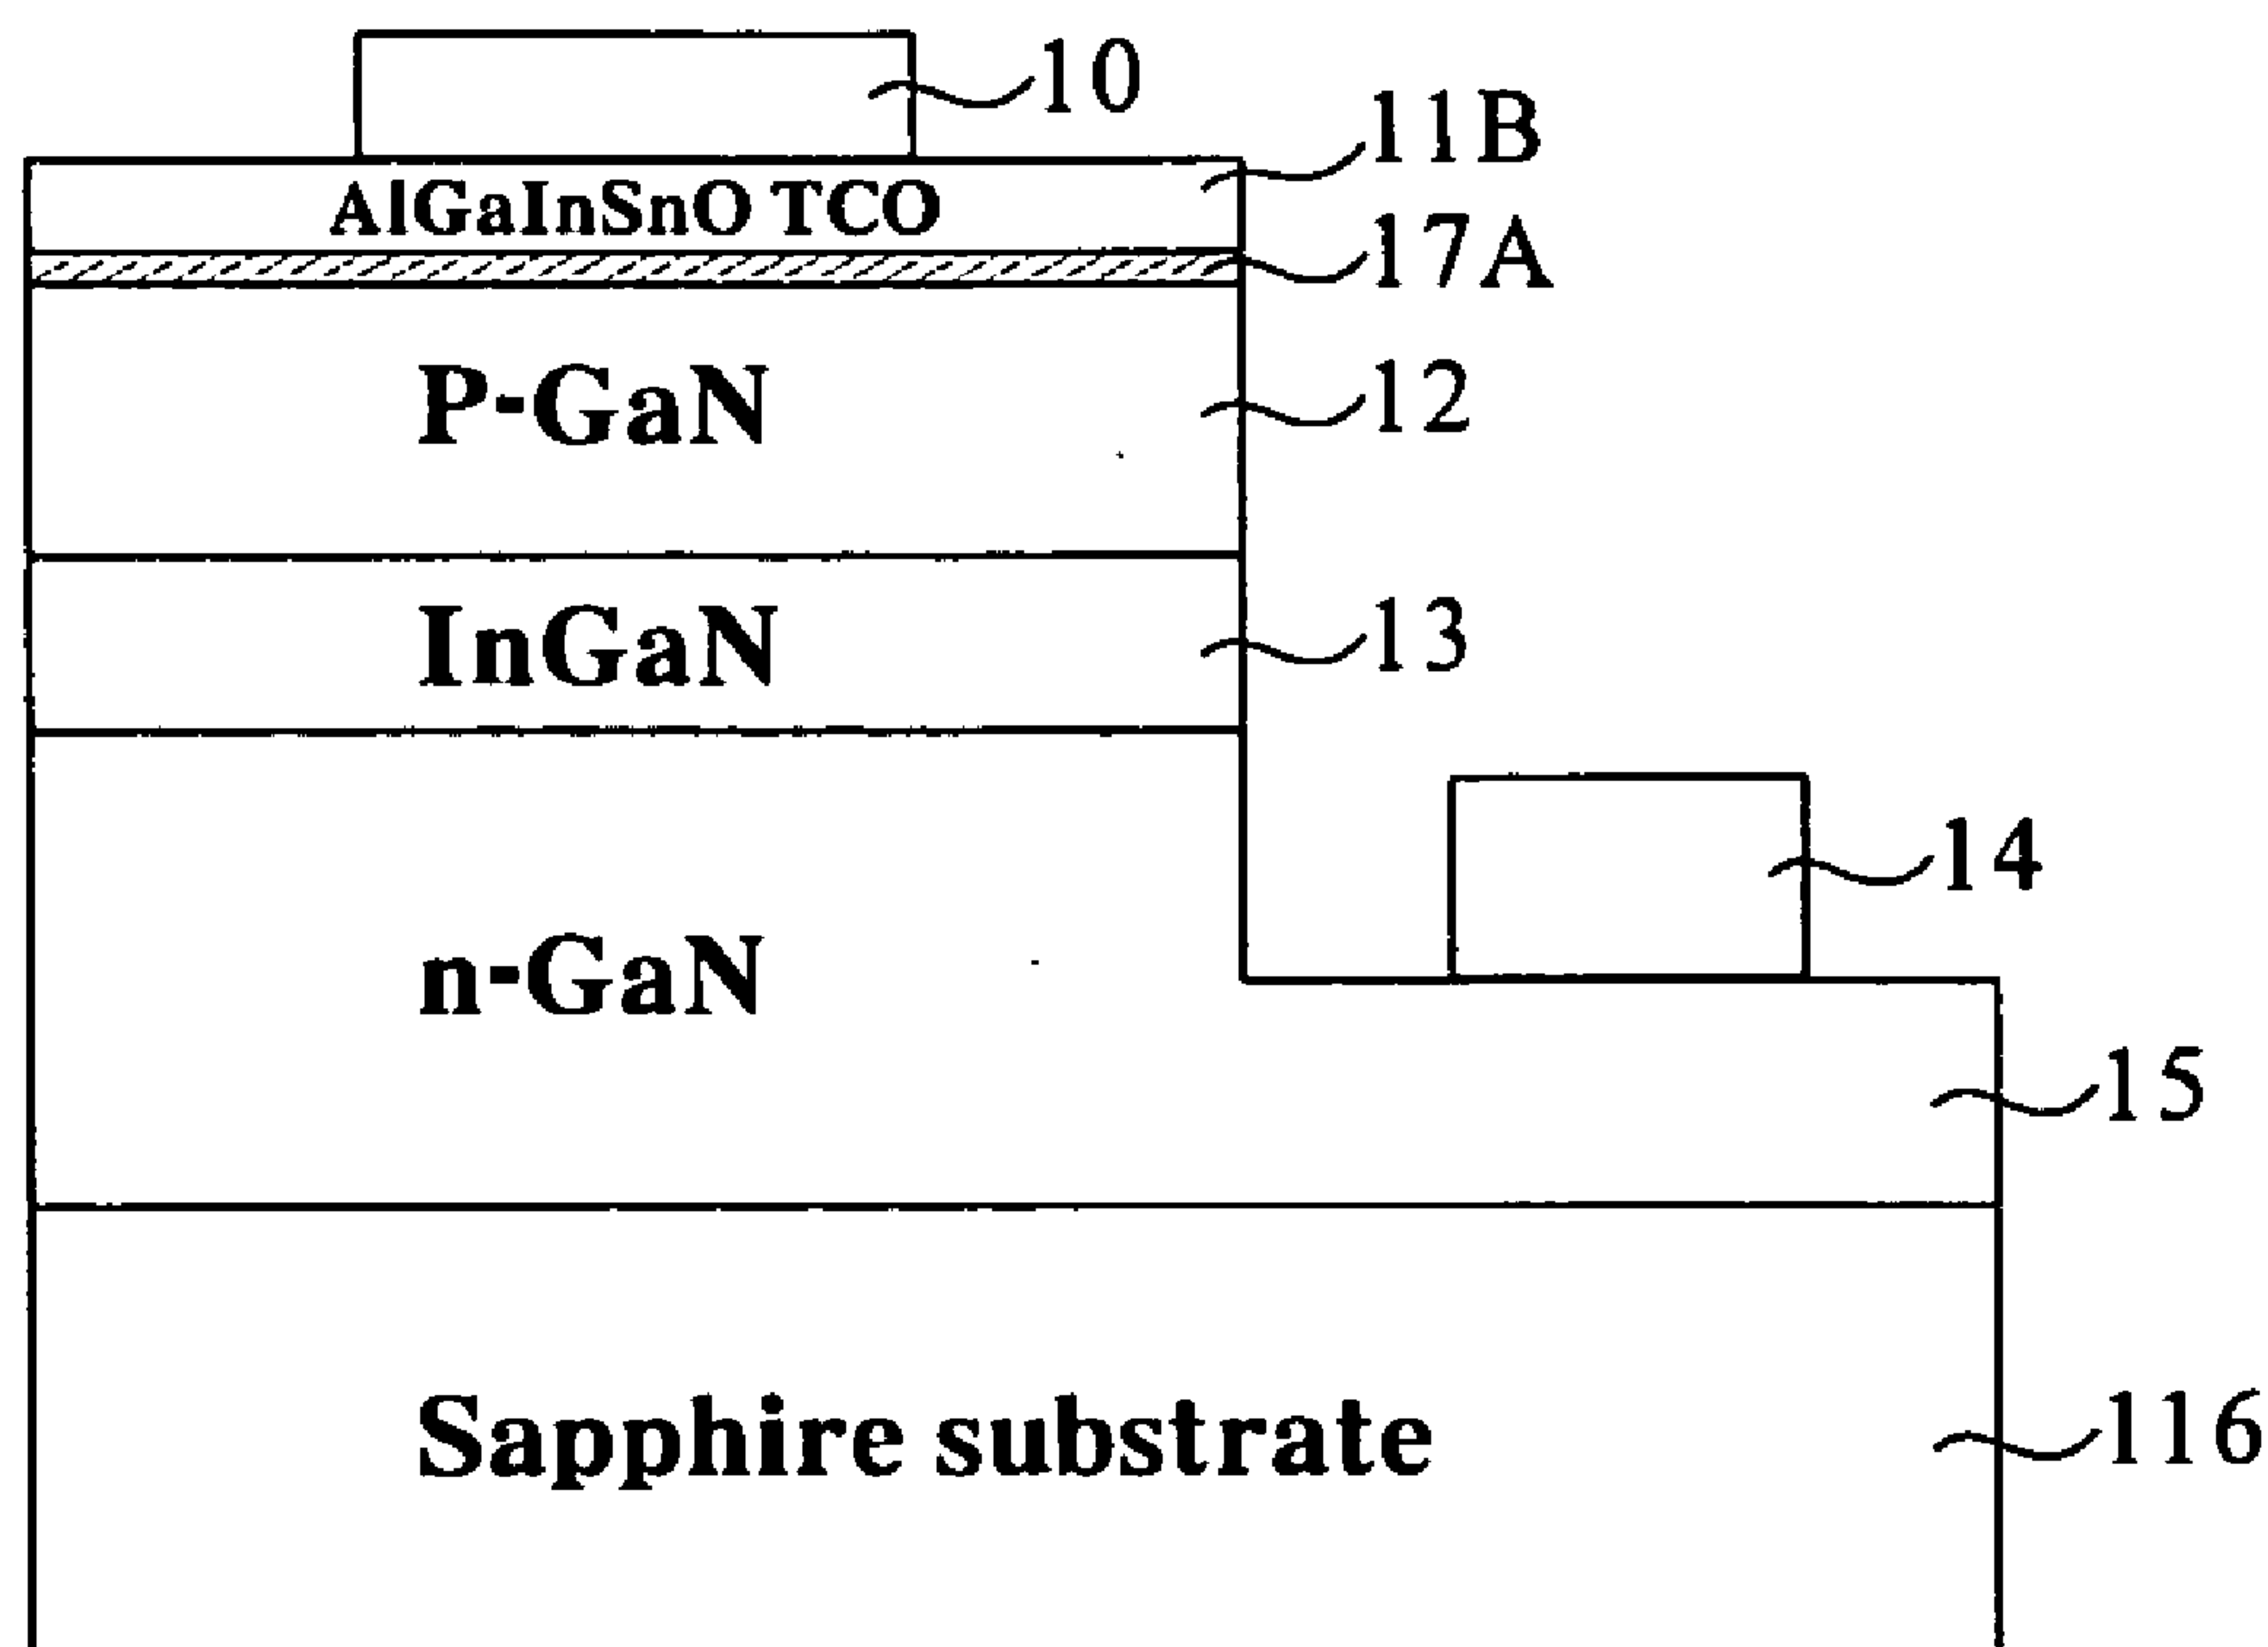 10
11B
AlGaInSnO TCO
17A
P-GaN
12
InGaN
13
14
n-GaN
15
Sapphire substrate
116